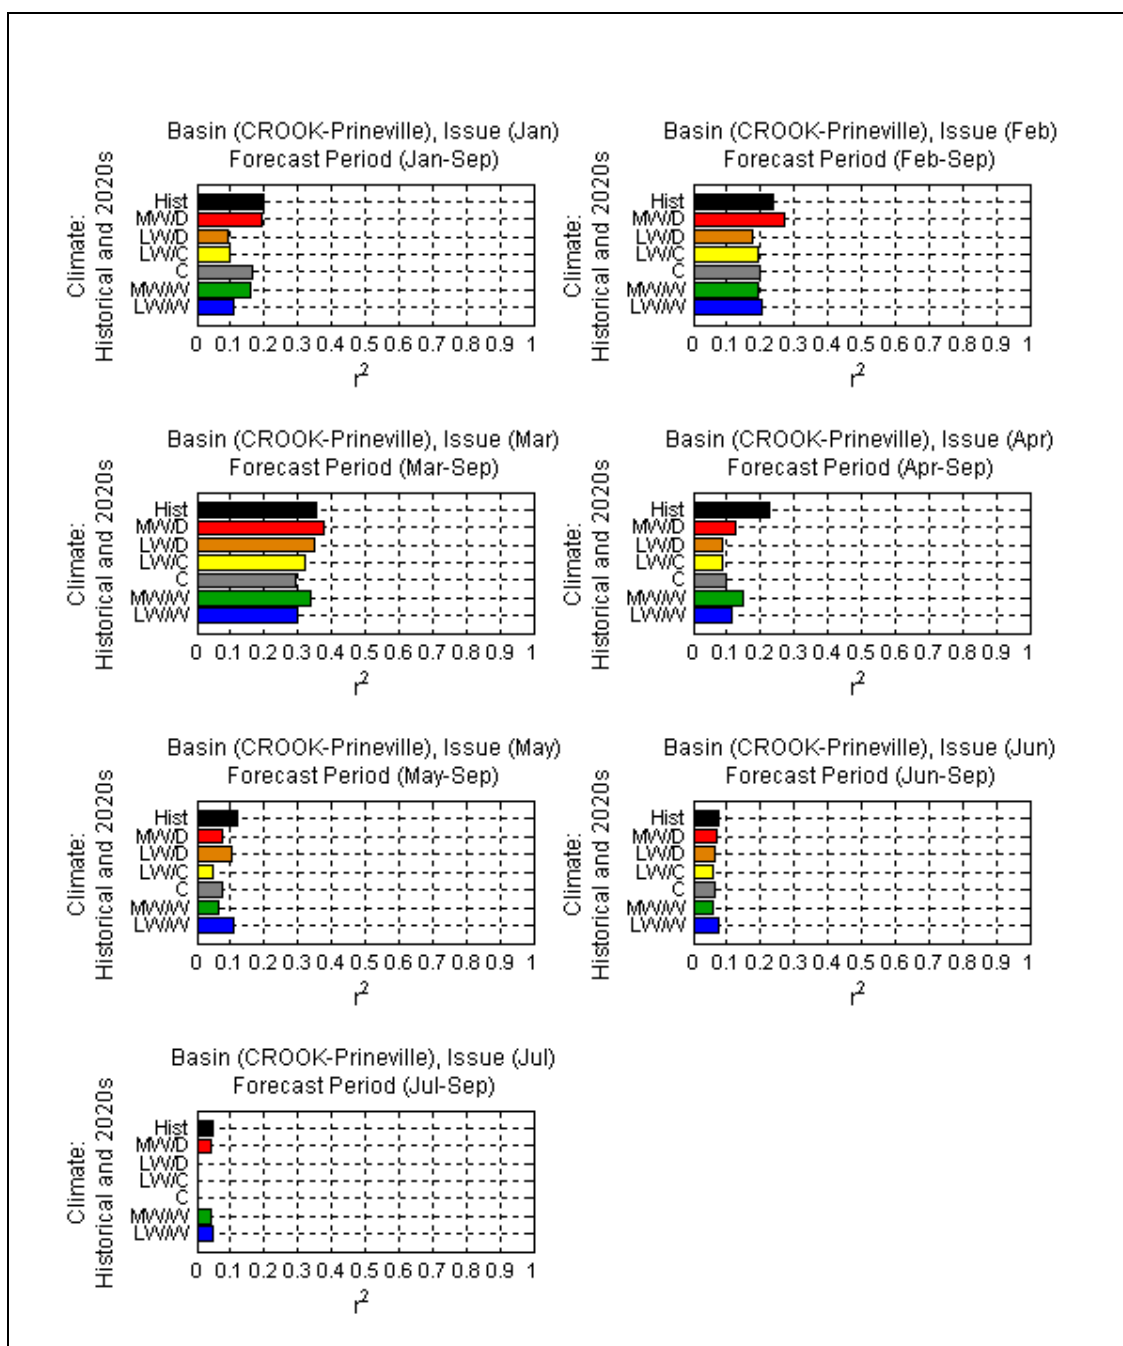 Basin (CROOK-Prineville), Issue (Jan)
Forecast Period (Jan-Sep)
Climate:
Historical and 2020s
Hist
MW/D
LW/D
LW/C
C
MW/W
LW/W
0 0.1 0.2 0.3 0.4 0.5 0.6 0.7 0.8 0.9 1
r²
Basin (CROOK-Prineville), Issue (Feb)
Forecast Period (Feb-Sep)
Climate:
Historical and 2020s
Hist
MW/D
LW/D
LW/C
C
MW/W
LW/W
0 0.1 0.2 0.3 0.4 0.5 0.6 0.7 0.8 0.9 1
r²
Basin (CROOK-Prineville), Issue (Mar)
Forecast Period (Mar-Sep)
Climate:
Historical and 2020s
Hist
MW/D
LW/D
LW/C
C
MW/W
LW/W
0 0.1 0.2 0.3 0.4 0.5 0.6 0.7 0.8 0.9 1
r²
Basin (CROOK-Prineville), Issue (Apr)
Forecast Period (Apr-Sep)
Climate:
Historical and 2020s
Hist
MW/D
LW/D
LW/C
C
MW/W
LW/W
0 0.1 0.2 0.3 0.4 0.5 0.6 0.7 0.8 0.9 1
r²
Basin (CROOK-Prineville), Issue (May)
Forecast Period (May-Sep)
Climate:
Historical and 2020s
Hist
MW/D
LW/D
LW/C
C
MW/W
LW/W
0 0.1 0.2 0.3 0.4 0.5 0.6 0.7 0.8 0.9 1
r²
Basin (CROOK-Prineville), Issue (Jun)
Forecast Period (Jun-Sep)
Climate:
Historical and 2020s
Hist
MW/D
LW/D
LW/C
C
MW/W
LW/W
0 0.1 0.2 0.3 0.4 0.5 0.6 0.7 0.8 0.9 1
r²
Basin (CROOK-Prineville), Issue (Jul)
Forecast Period (Jul-Sep)
Climate:
Historical and 2020s
Hist
MW/D
LW/D
LW/C
C
MW/W
LW/W
0 0.1 0.2 0.3 0.4 0.5 0.6 0.7 0.8 0.9 1
r²